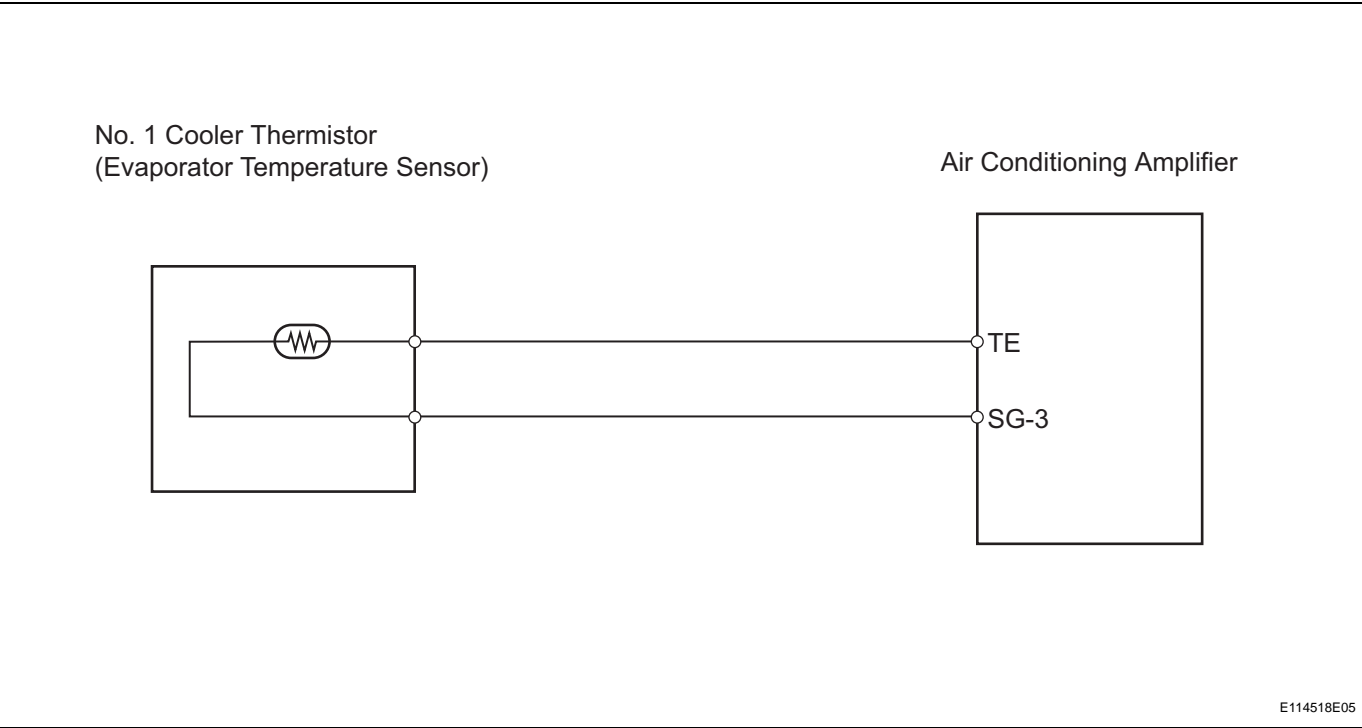 No. 1 Cooler Thermistor
(Evaporator Temperature Sensor)
Air Conditioning Amplifier
TE
SG-3
E114518E05